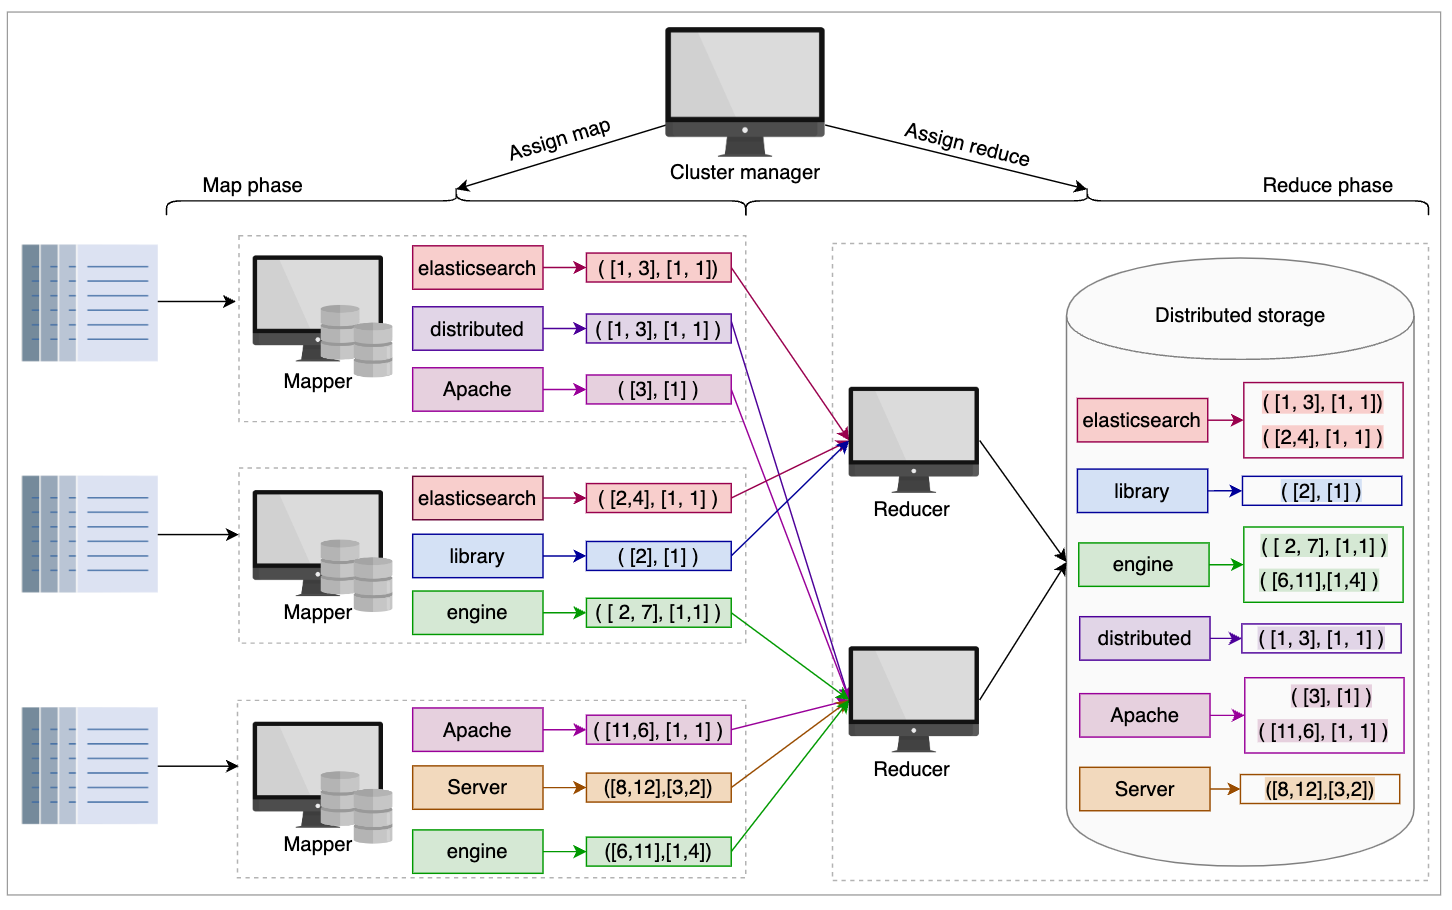 Cluster manager
Assign map
Assign reduce
Map phase
Reduce phase
Mapper
elasticsearch
( [1, 3], [1, 1])
distributed
( [1, 3], [1, 1] )
Apache
( [3], [1] )
Mapper
elasticsearch
( [2,4], [1, 1] )
library
( [2], [1] )
engine
( [ 2, 7], [1,1] )
Mapper
Apache
( [11,6], [1, 1] )
Server
([8,12],[3,2])
engine
([6,11],[1,4])
Reducer
Reducer
Distributed storage
elasticsearch
( [1, 3], [1, 1])
( [2,4], [1, 1] )
library
( [2], [1] )
engine
( [ 2, 7], [1,1] )
([6,11],[1,4] )
distributed
( [1, 3], [1, 1] )
Apache
( [3], [1] )
( [11,6], [1, 1] )
Server
([8,12],[3,2])